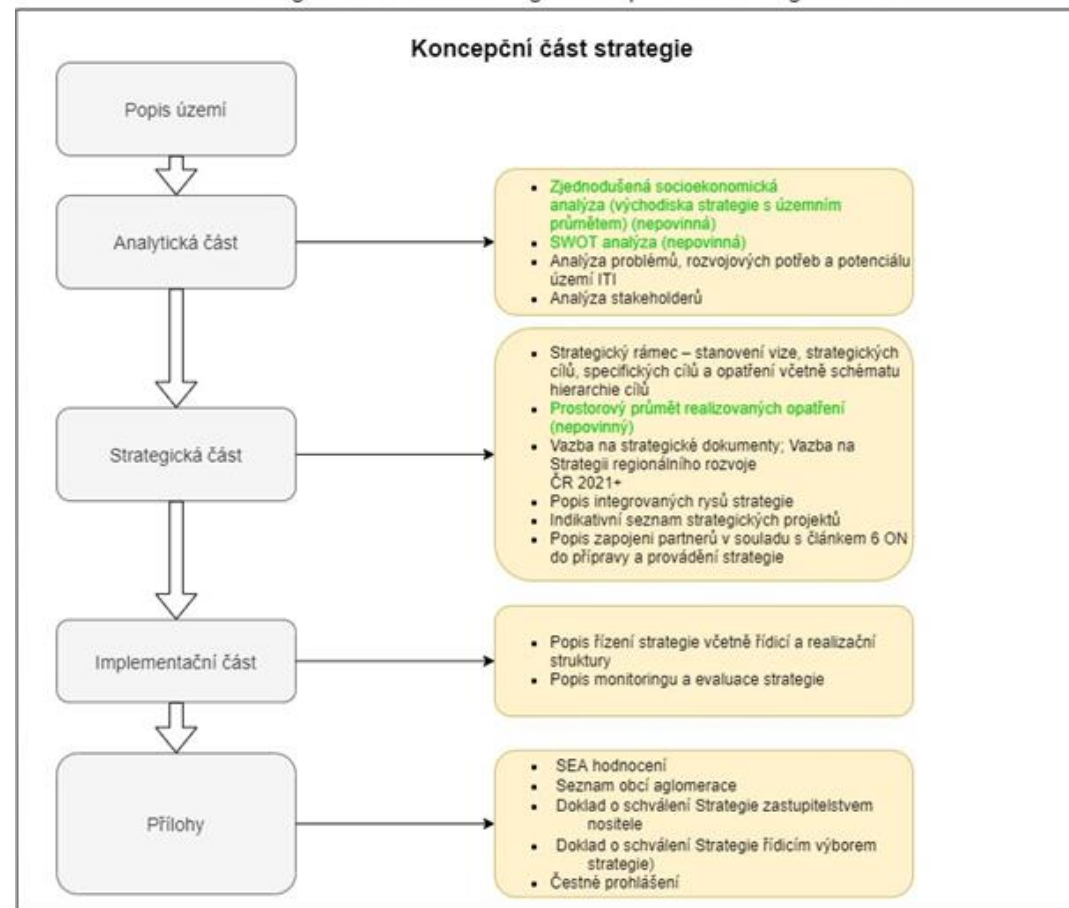 Koncepční část strategie
Popis území
Analytická část
Zjednodušená socioekonomická
analýza (východiska strategie s územním
průmětem) (nepovinná)
SWOT analýza (nepovinná)
Analýza problémů, rozvojových potřeb a potenciálu
území ITI
Analýza stakeholderů
Strategická část
Strategický rámec – stanovení vize, strategických
cílů, specifických cílů a opatření včetně schématu
hierarchie cílů
Prostorový průmět realizovaných opatření
(nepovinný)
Vazba na strategické dokumenty; Vazba na
Strategii regionálního rozvoje
ČR 2021+
Popis integrovaných rysů strategie
Indikativní seznam strategických projektů
Popis zapojeni partnerů v souladu s článkem 6 ON
do přípravy a provádění strategie
Implementační část
Popis řízení strategie včetně řídicí a realizační
struktury
Popis monitoringu a evaluace strategie
Přílohy
SEA hodnocení
Seznam obcí aglomerace
Doklad o schválení Strategie zastupitelstvem
nositele
Doklad o schválení Strategie řídicím výborem
strategie)
Čestné prohlášení